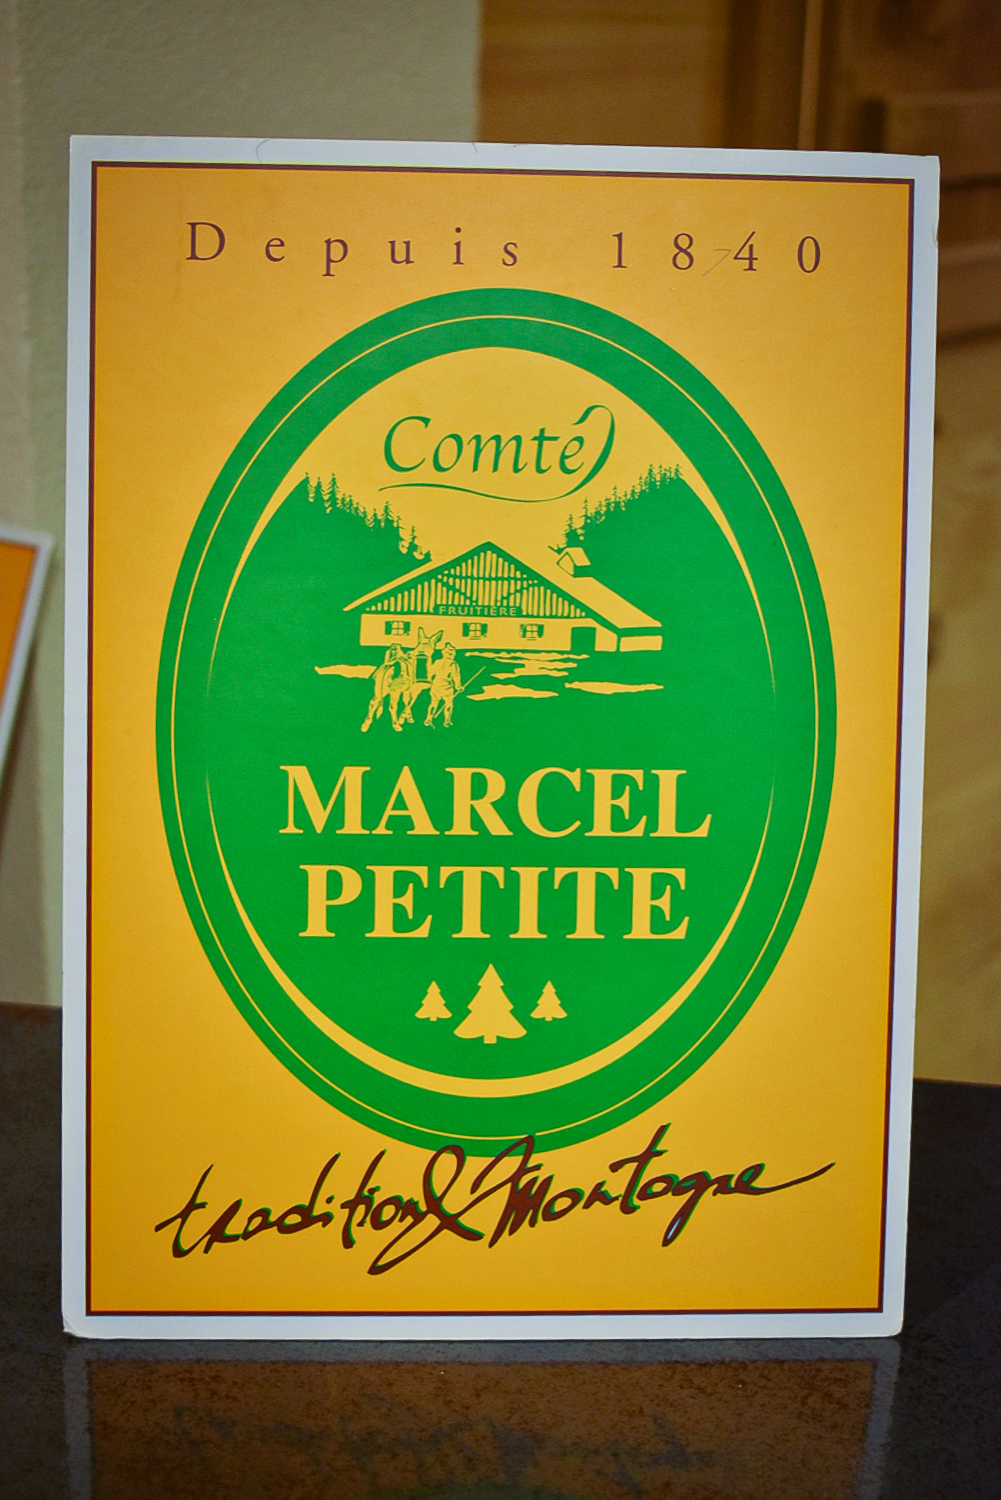 Depuis 1840
Comté
FRUITIÈRE
MARCEL
PETITE
tradition & Montagne